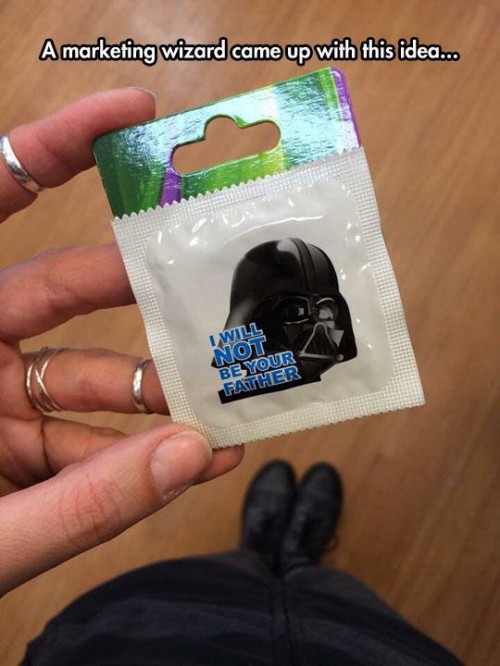 A marketing wizard came up with this idea...
I WILL
NOT
BE YOUR
FATHER